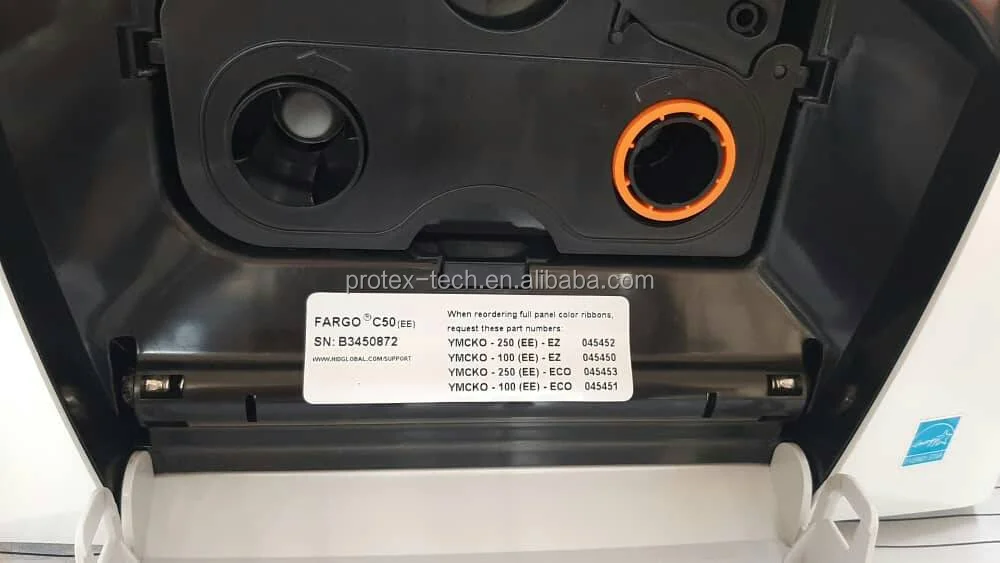 protex-tech.en.alibaba.com
FARGO®C50(EE)
SN: B3450872
WWW.HIDGLOBAL.COM/SUPPORT
When reordering full panel color ribbons,
request these part numbers:
YMCKO - 250 (EE) - EZ 045452
YMCKO - 100 (EE) - EZ 045450
YMCKO - 250 (EE) - ECO 045453
YMCKO - 100 (EE) - ECO 045451